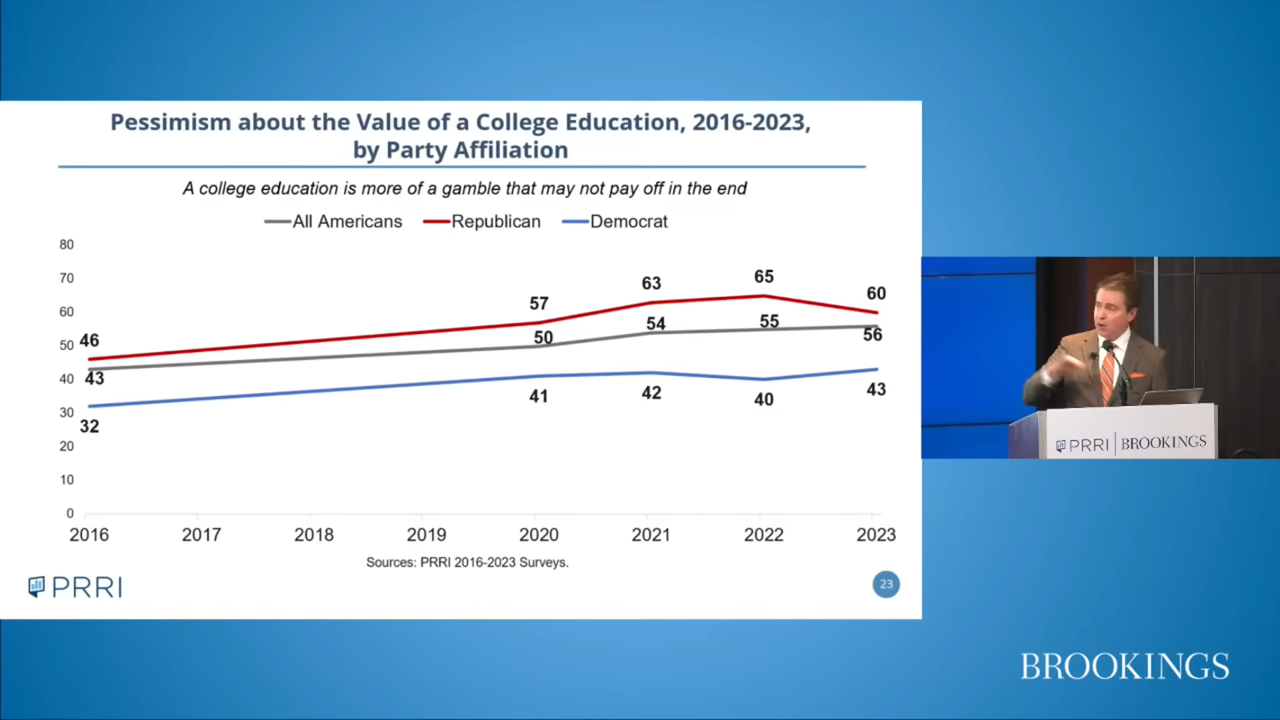 Pessimism about the Value of a College Education, 2016-2023,
by Party Affiliation
A college education is more of a gamble that may not pay off in the end
All Americans Republican Democrat
80
70
60
50
40
30
20
10
0
46 57 63 65 60
43 50 54 55 56
32 41 42 40 43
2016 2017 2018 2019 2020 2021 2022 2023
Sources: PRRI 2016-2023 Surveys.
PRRI
23
PRRI | BROOKINGS
BROOKINGS